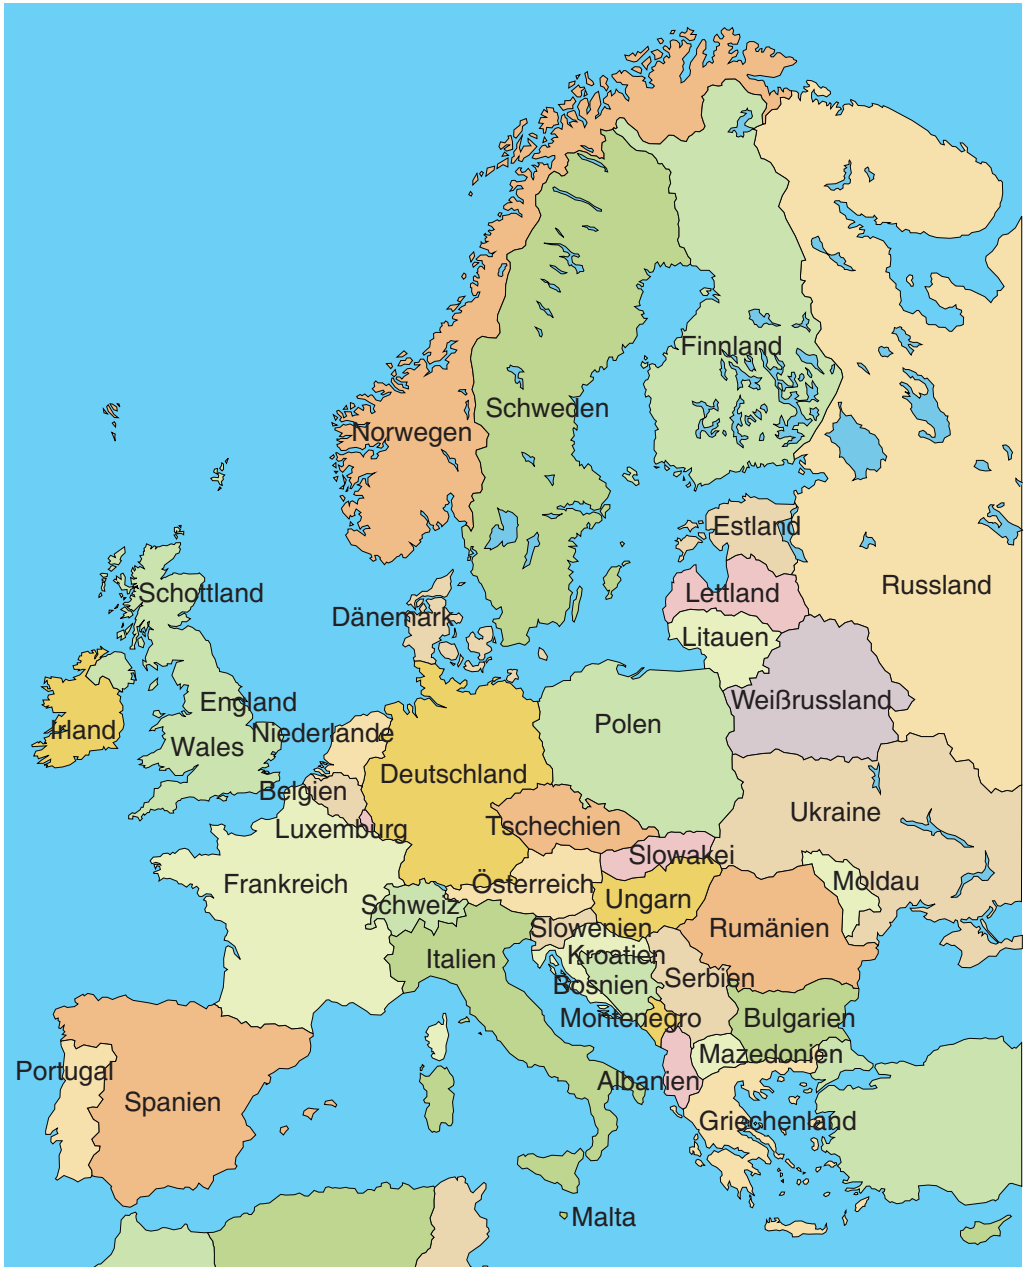 Finnland
Schweden
Norwegen
Estland
Russland
Schottland
Lettland
Dänemark
Litauen
England
Weißrussland
Irland
Niederlande
Polen
Wales
Deutschland
Belgien
Ukraine
Luxemburg
Tschechien
Slowakei
Frankreich
Österreich
Moldau
Schweiz
Ungarn
Slowenien
Rumänien
Italien
Kroatien
Serbien
Bosnien
Montenegro
Bulgarien
Mazedonien
Portugal
Albanien
Spanien
Griechenland
Malta